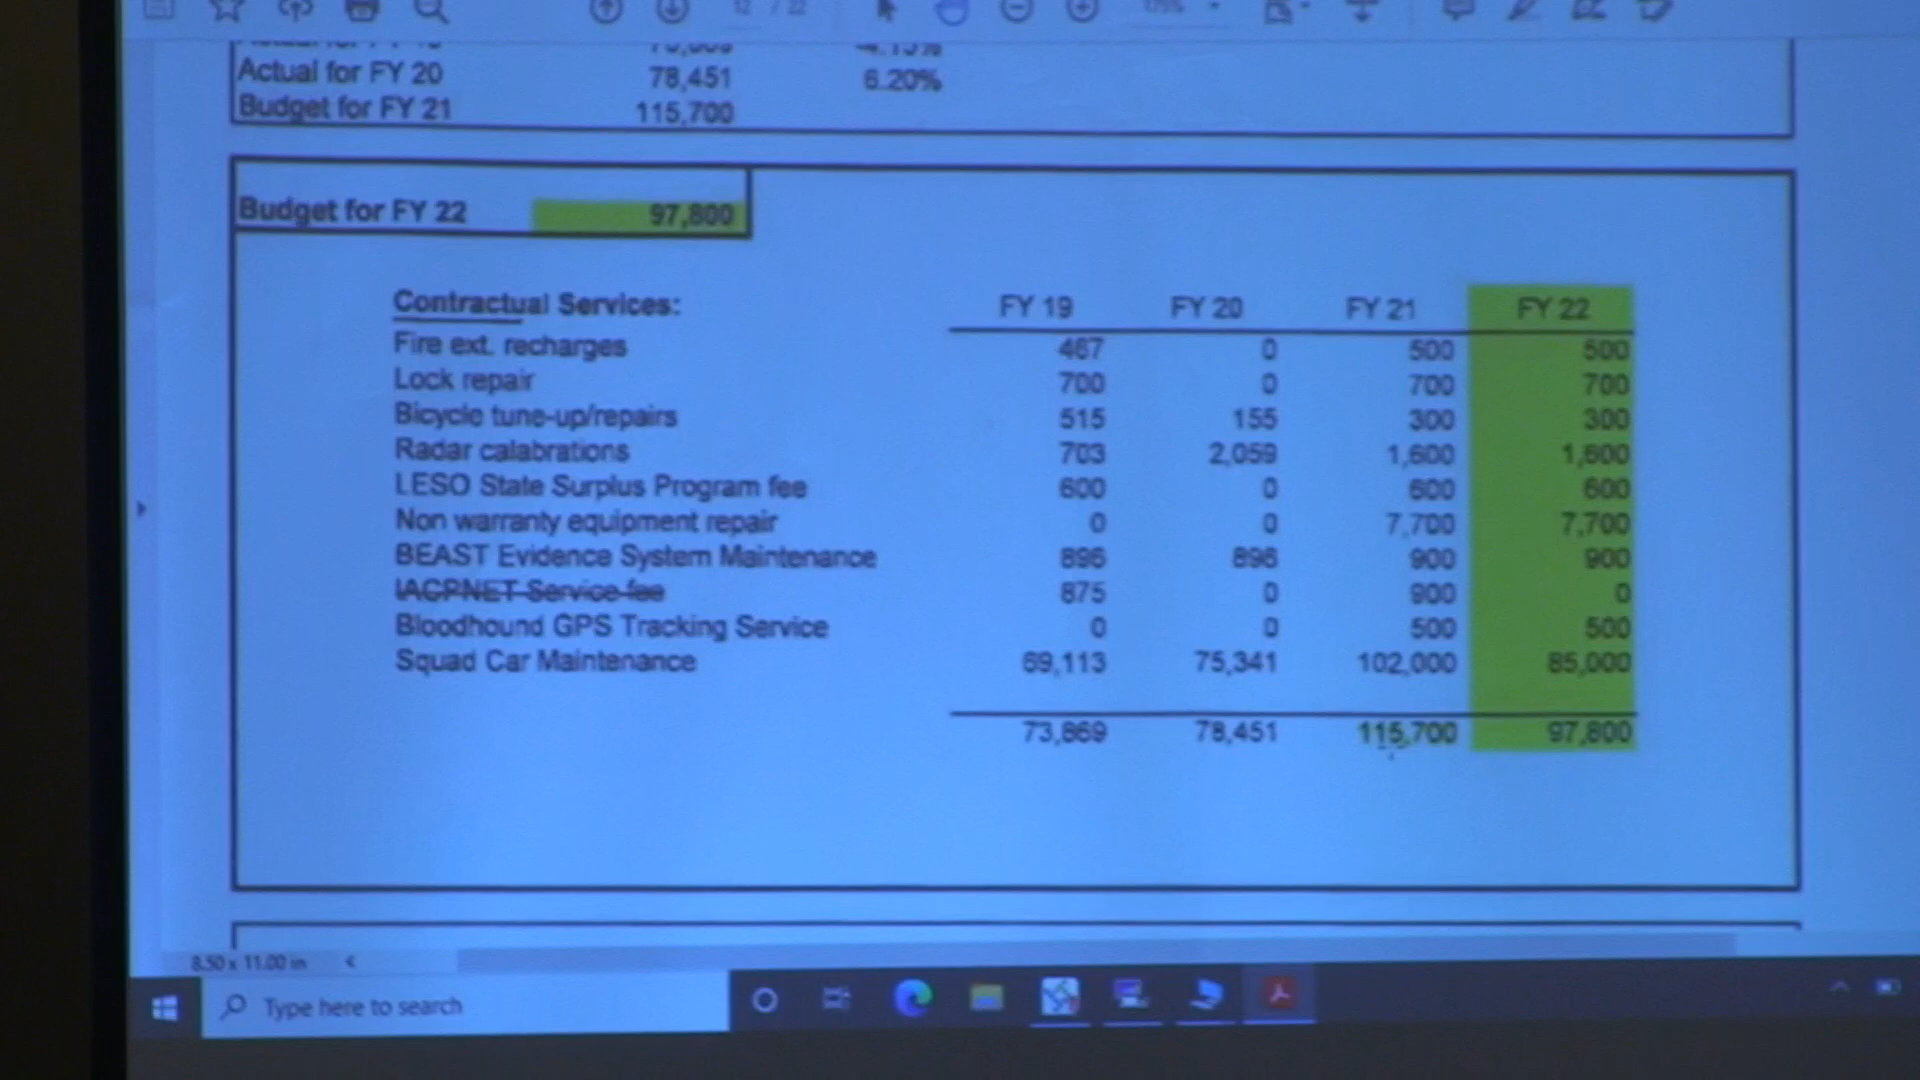 12 / 22
175%
Actual for FY 20 78,451 6.20%
Budget for FY 21 115,700
Budget for FY 22 97,800
Contractual Services: FY 19 FY 20 FY 21 FY 22
Fire ext. recharges 467 0 500 500
Lock repair 700 0 700 700
Bicycle tune-up/repairs 515 155 300 300
Radar calabrations 703 2,059 1,600 1,600
LESO State Surplus Program fee 600 0 600 600
Non warranty equipment repair 0 0 7,700 7,700
BEAST Evidence System Maintenance 896 896 900 900
IACPNET Service fee 875 0 900 0
Bloodhound GPS Tracking Service 0 0 500 500
Squad Car Maintenance 69,113 75,341 102,000 85,000
73,869 78,451 115,700 97,800
8.50 x 11.00 in
Type here to search